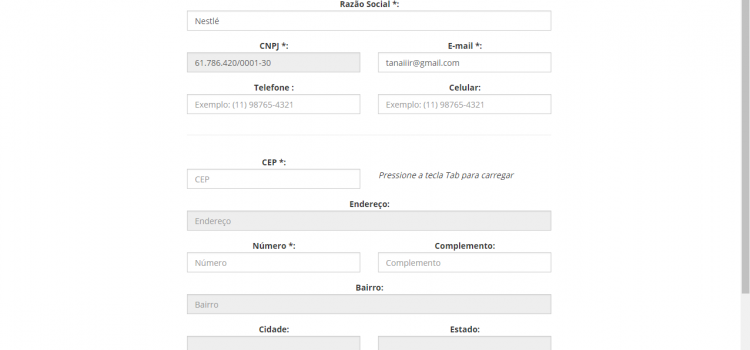 Razão Social *:
Nestlé
CNPJ *: E-mail *:
61.786.420/0001-30 tanaiiir@gmail.com
Telefone : Celular:
Exemplo: (11) 98765-4321 Exemplo: (11) 98765-4321
CEP *:
CEP Pressione a tecla Tab para carregar
Endereço:
Endereço
Número *: Complemento:
Número Complemento
Bairro:
Bairro
Cidade: Estado: